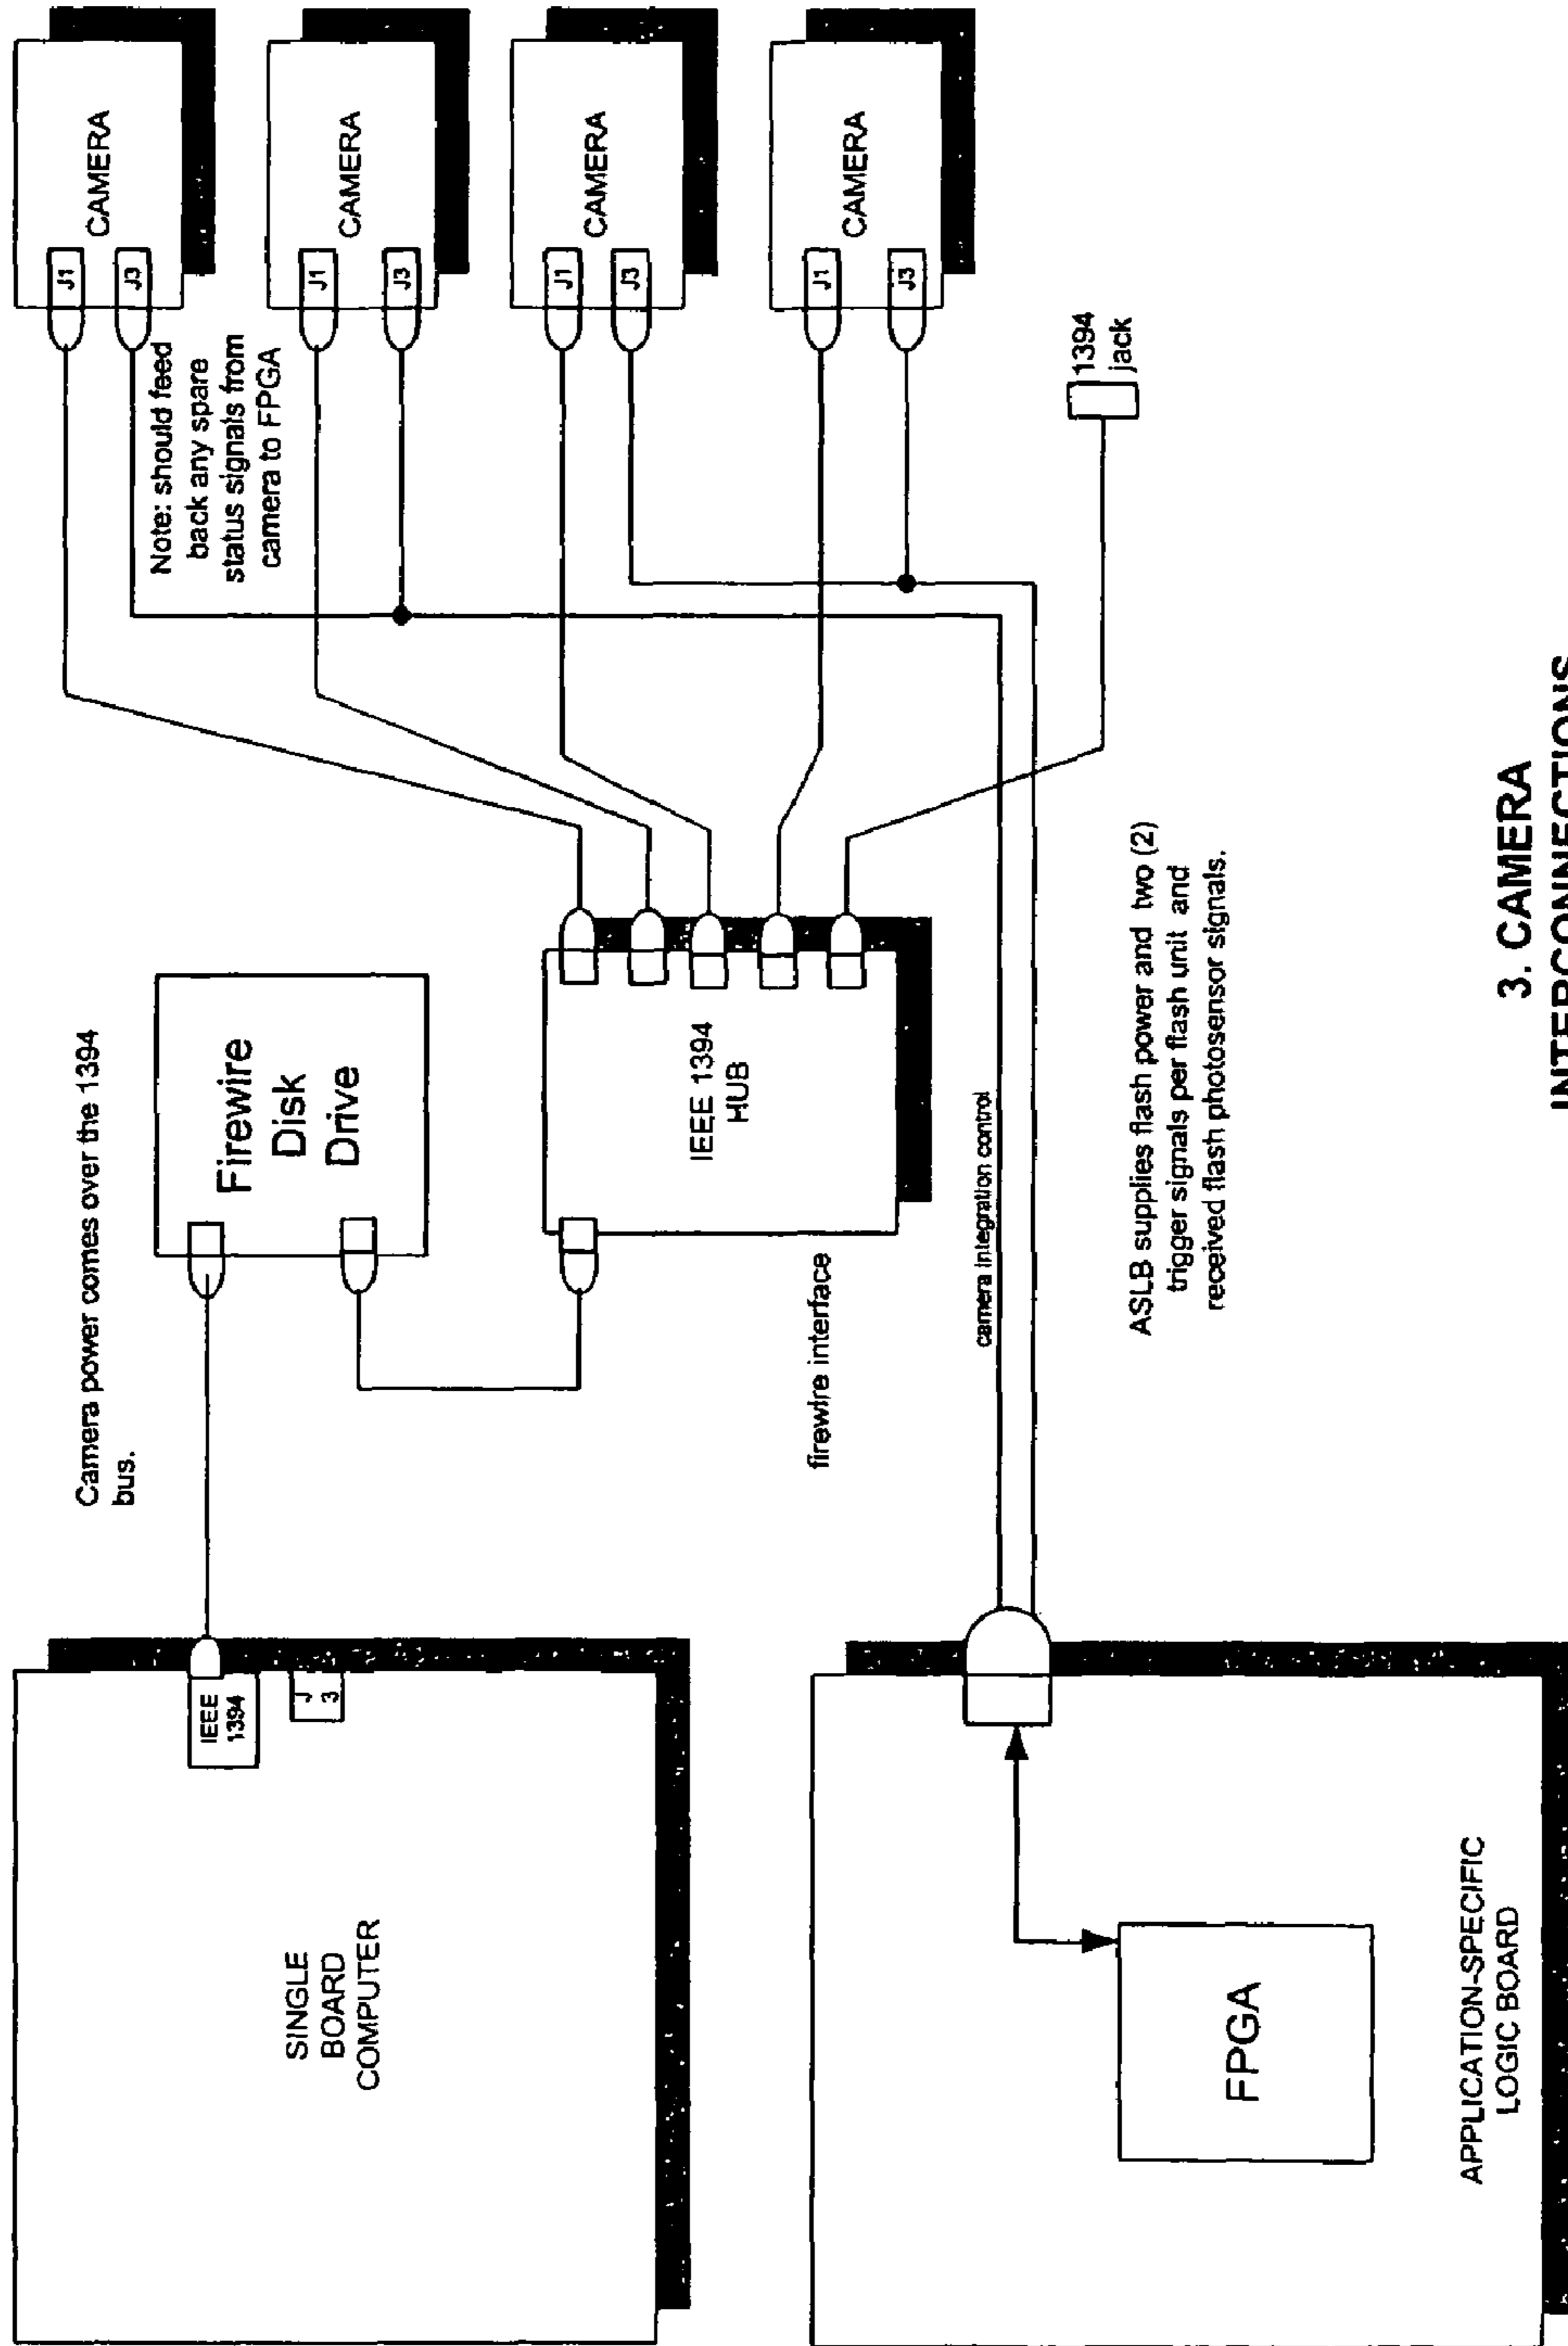 CAMERA
J1
J3
CAMERA
J1
J3
CAMERA
J1
J3
CAMERA
J1
J3
Note: should feed
back any spare
status signals from
camera to FPGA
1394
jack
Camera power comes over the 1394
bus.
Firewire
Disk
Drive
IEEE 1394
HUB
firewire interface
camera integration control
ASLB supplies flash power and two (2)
trigger signals per flash unit and
received flash photosensor signals.
IEEE
1394
J
3
SINGLE
BOARD
COMPUTER
FPGA
APPLICATION-SPECIFIC
LOGIC BOARD
3. CAMERA
INTERCONNECTIONS